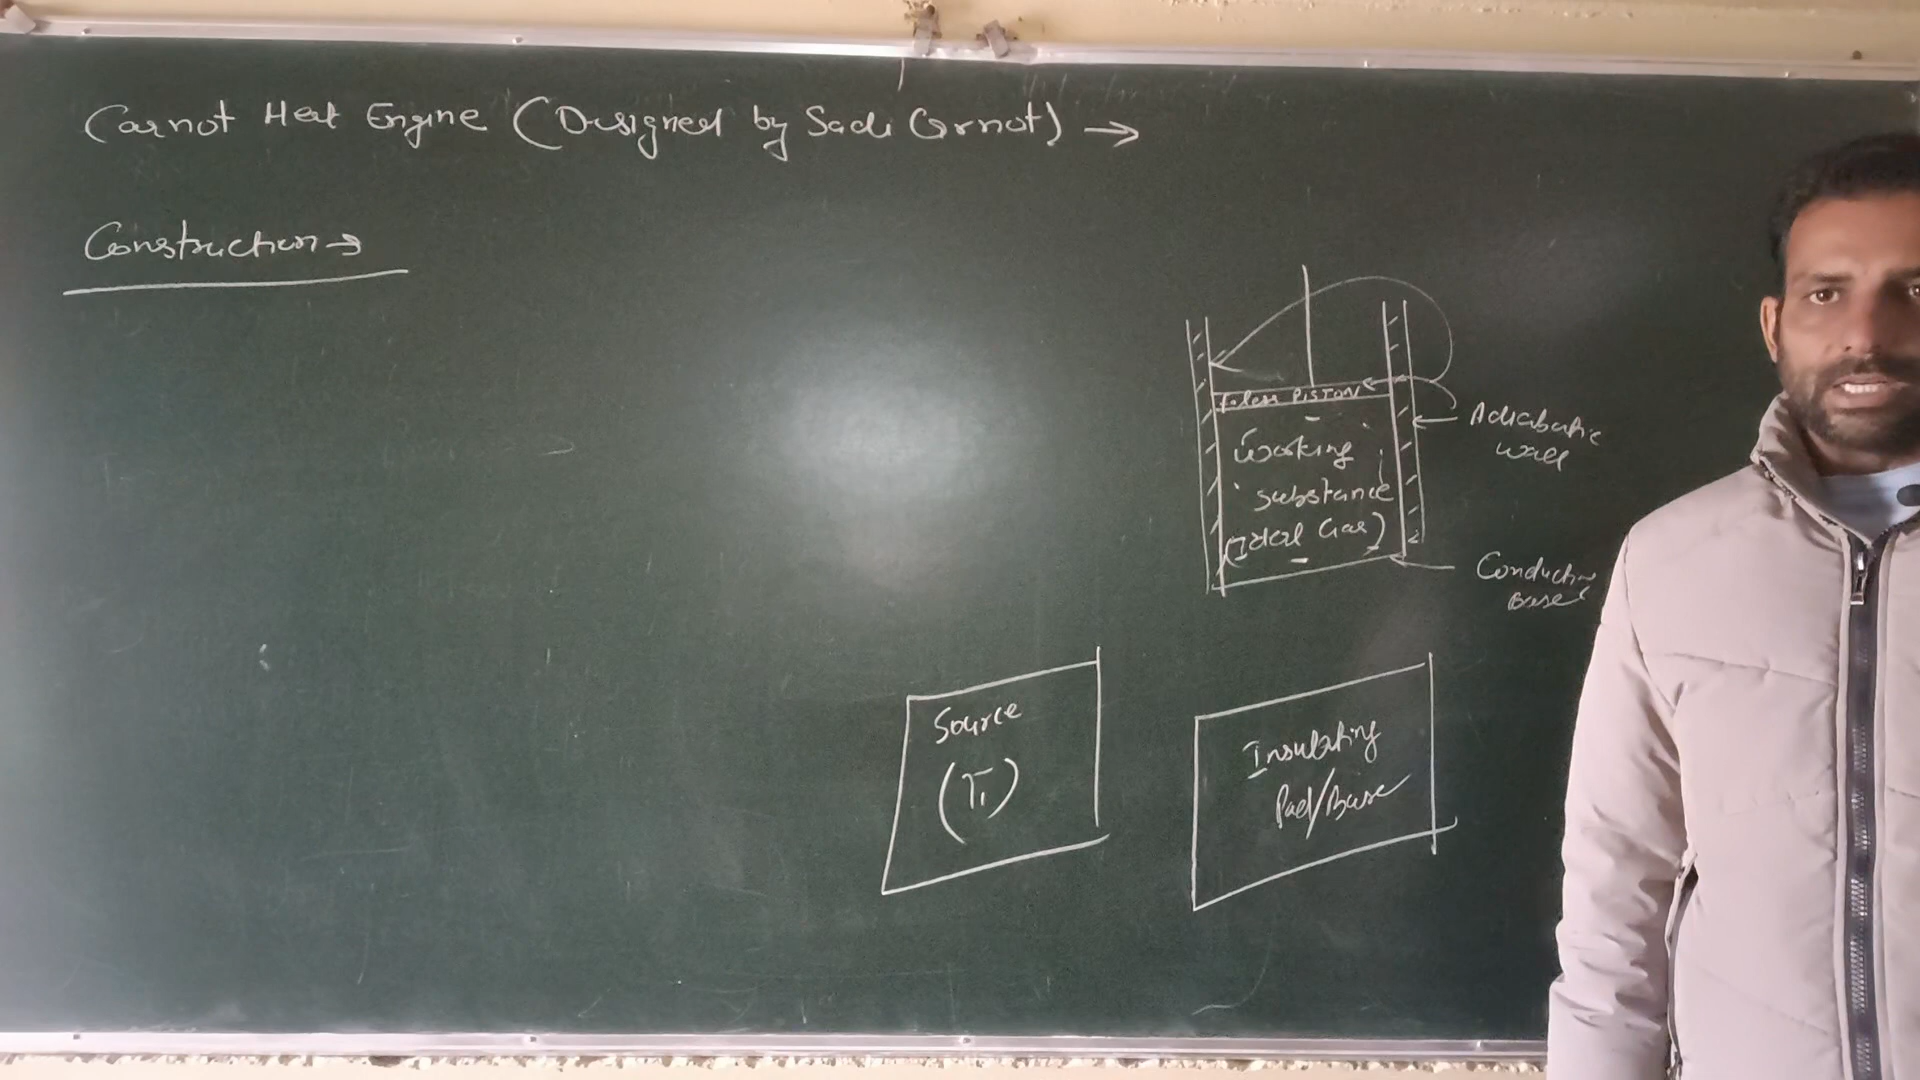 Carnot Heat Engine (Designed by Sadi Carnot) →
Construction →
f.less PISTON
Working
substance
(Ideal Gas)
Adiabatic
wall
Conducting
Base
Source
(T₁)
Insulating
Pad/Base